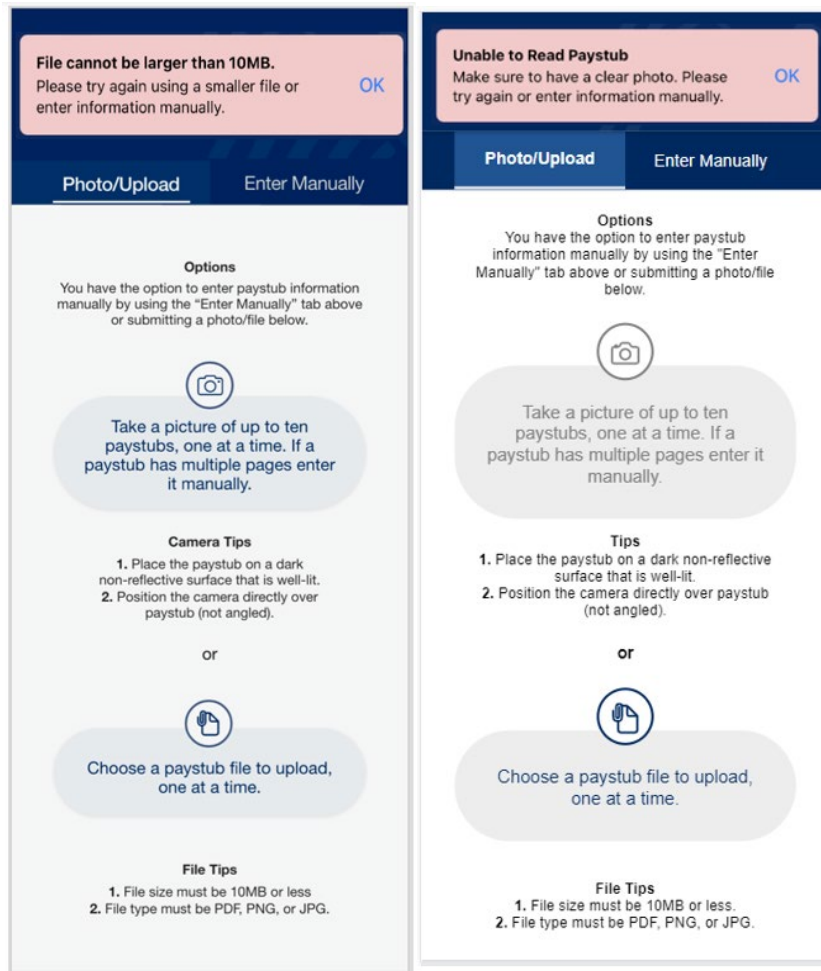 File cannot be larger than 10MB.
Please try again using a smaller file or
enter information manually.
OK
Photo/Upload
Enter Manually
Options
You have the option to enter paystub information
manually by using the “Enter Manually” tab above
or submitting a photo/file below.
Take a picture of up to ten
paystubs, one at a time. If a
paystub has multiple pages enter
it manually.
Camera Tips
1. Place the paystub on a dark
non-reflective surface that is well-lit.
2. Position the camera directly over
paystub (not angled).
or
Choose a paystub file to upload,
one at a time.
File Tips
1. File size must be 10MB or less
2. File type must be PDF, PNG, or JPG.
Unable to Read Paystub
Make sure to have a clear photo. Please
try again or enter information manually.
OK
Photo/Upload
Enter Manually
Options
You have the option to enter paystub
information manually by using the "Enter
Manually" tab above or submitting a photo/file
below.
Take a picture of up to ten
paystubs, one at a time. If a
paystub has multiple pages enter it
manually.
Tips
1. Place the paystub on a dark non-reflective
surface that is well-lit.
2. Position the camera directly over paystub
(not angled).
or
Choose a paystub file to upload,
one at a time.
File Tips
1. File size must be 10MB or less.
2. File type must be PDF, PNG, or JPG.